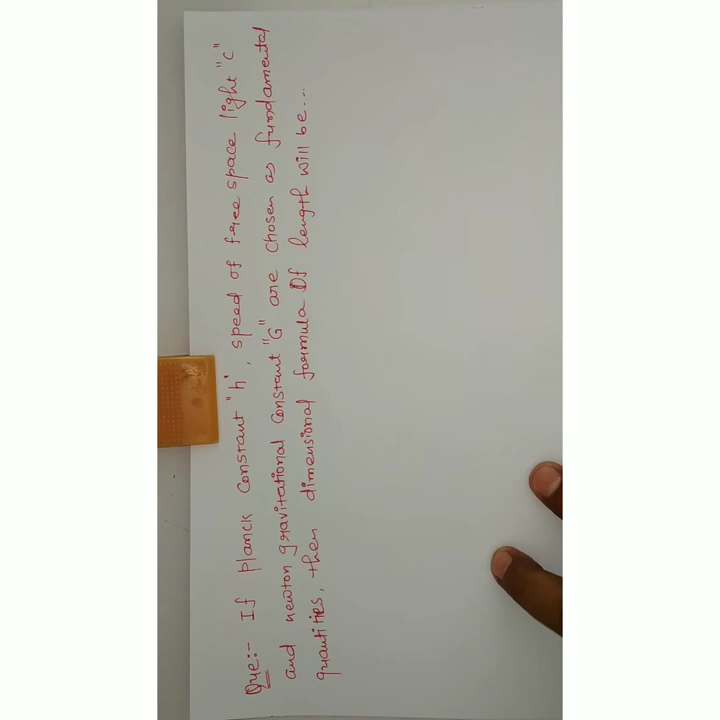 Que:- If planck constant "h", speed of free space light "c"
and newton gravitational constant "G" are chosen as fundamental
quantities, then dimensional formula Of length will be...